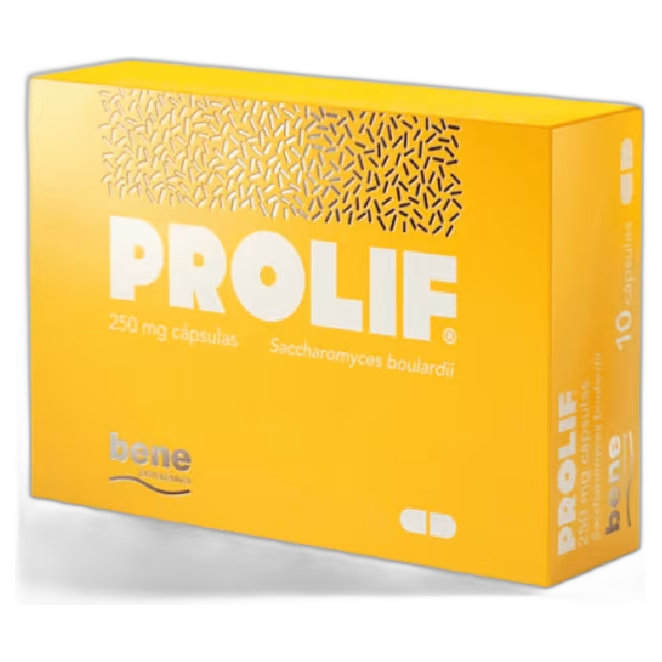 PROLIF®
250 mg cápsulas
Saccharomyces boulardii
bene
PROLIF
250 mg cápsulas
Saccharomyces boulardii
bene
10 cápsulas